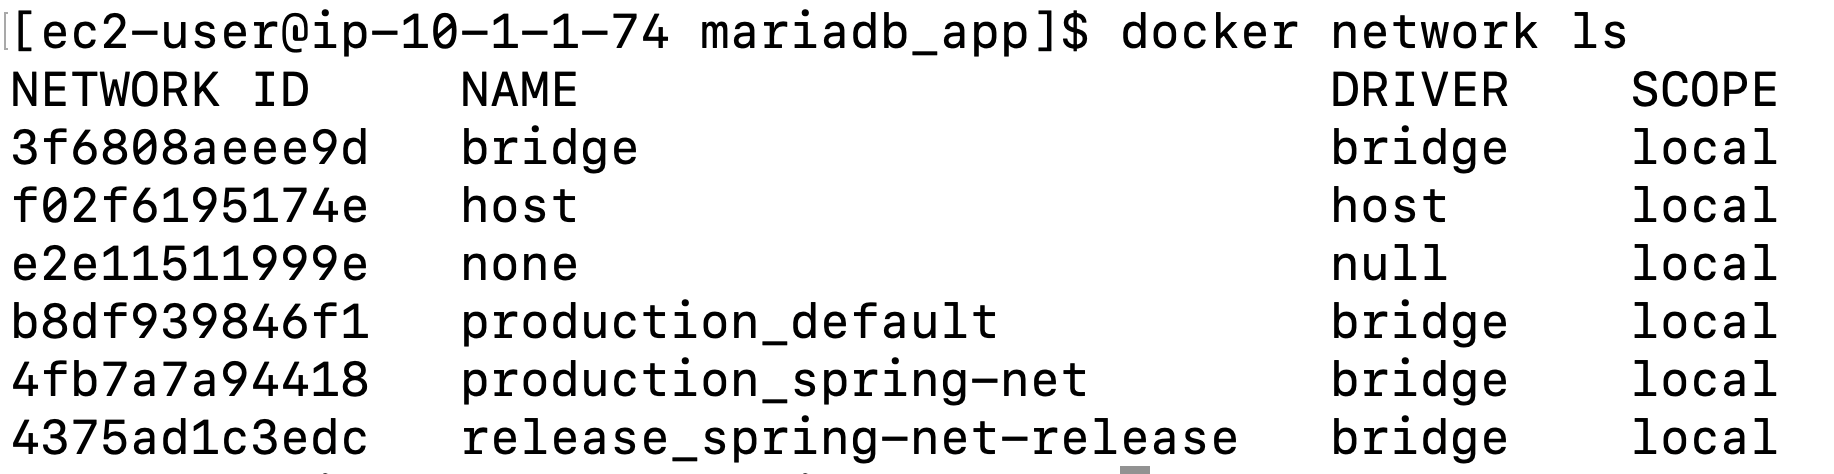 [ec2-user@ip-10-1-1-74 mariadb_app]$ docker network ls
NETWORK ID     NAME                         DRIVER    SCOPE
3f6808aeee9d   bridge                       bridge    local
f02f6195174e   host                         host      local
e2e11511999e   none                         null      local
b8df939846f1   production_default           bridge    local
4fb7a7a94418   production_spring-net        bridge    local
4375ad1c3edc   release_spring-net-release   bridge    local